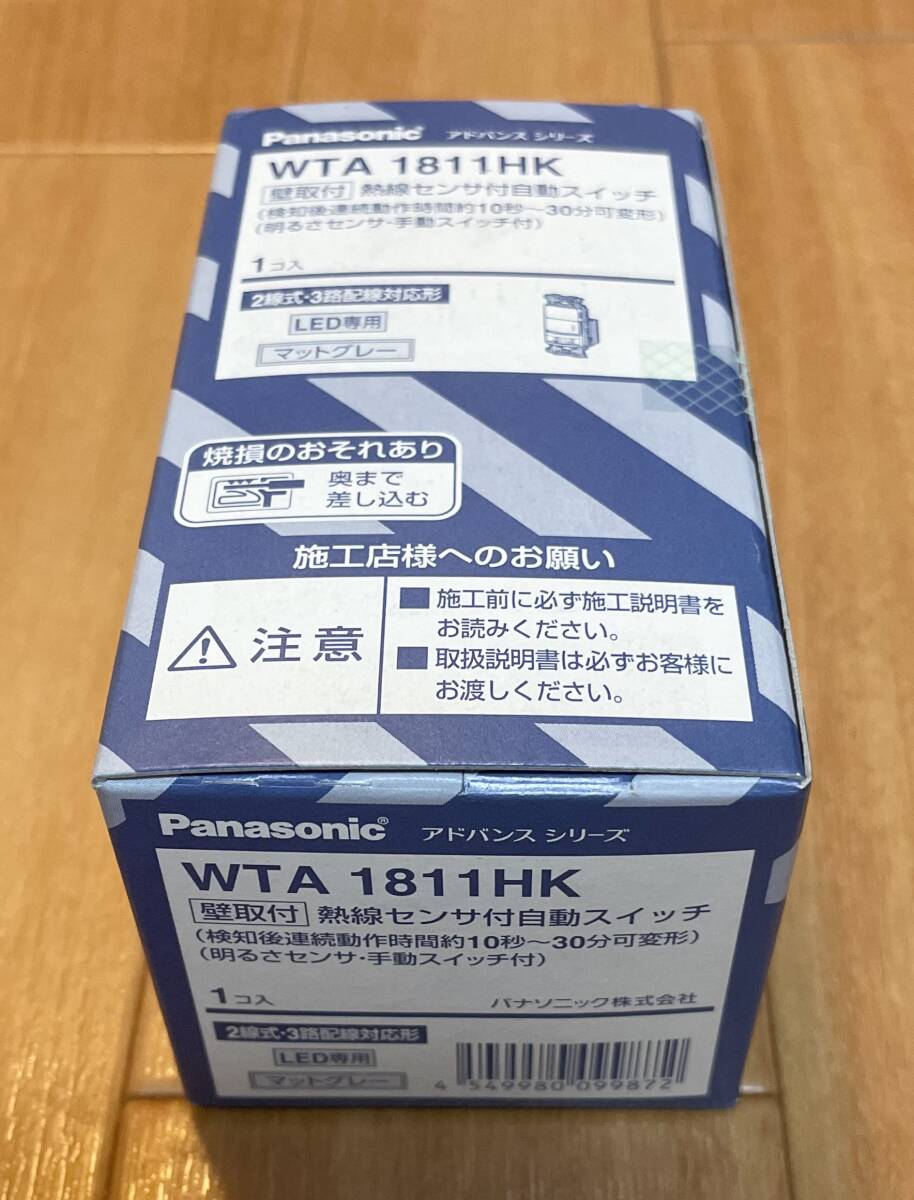 Panasonic アドバンス シリーズ
WTA 1811HK
壁取付 熱線センサ付自動スイッチ
(検知後連続動作時間約10秒～30分可変形)
(明るさセンサ・手動スイッチ付)
1コ入
2線式・3路配線対応形
LED専用
マットグレー
焼損のおそれあり
奥まで
差し込む
施工店様へのお願い
注意
■施工前に必ず施工説明書を
お読みください。
■取扱説明書は必ずお客様に
お渡しください。
Panasonic アドバンス シリーズ
WTA 1811HK
壁取付 熱線センサ付自動スイッチ
(検知後連続動作時間約10秒～30分可変形)
(明るさセンサ・手動スイッチ付)
1コ入 パナソニック株式会社
2線式・3路配線対応形
LED専用
マットグレー
4 549980 099872